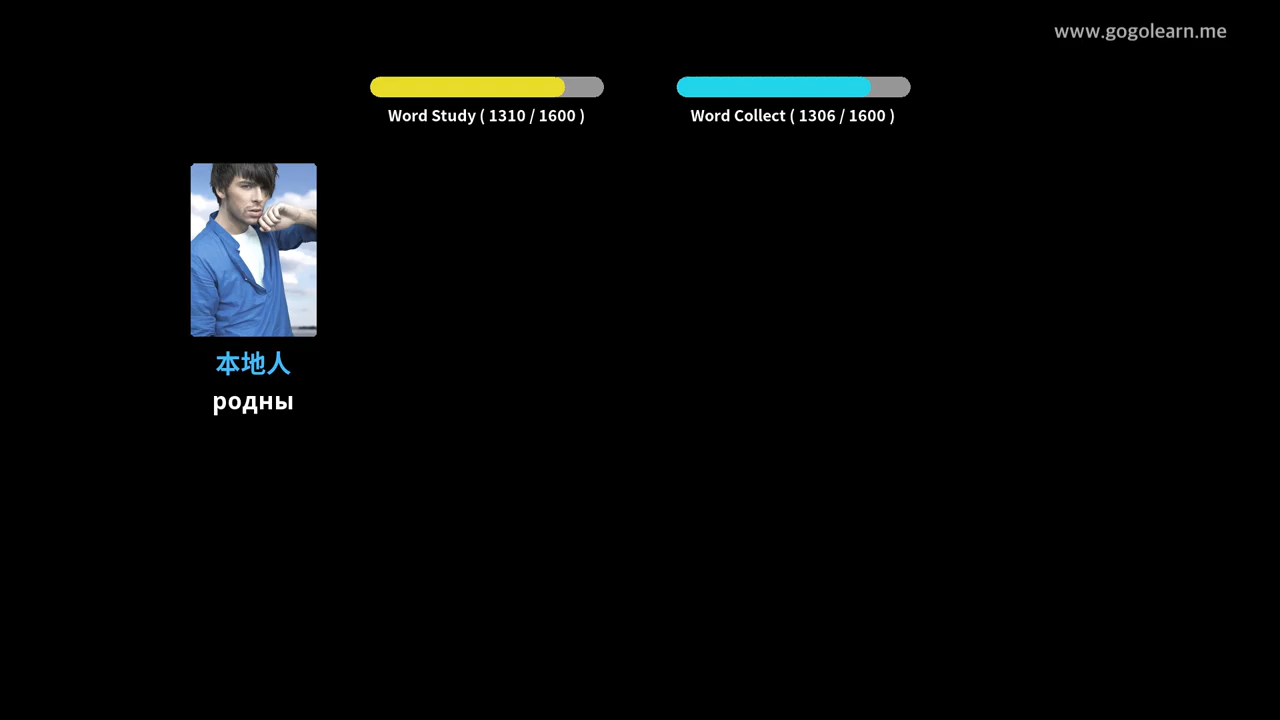 www.gogolearn.me
Word Study ( 1310 / 1600 )
Word Collect ( 1306 / 1600 )
本地人
родны